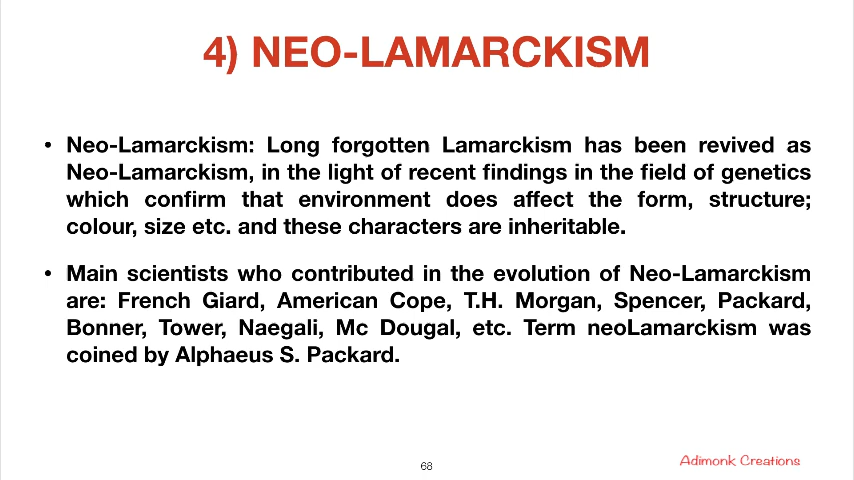 4) NEO-LAMARCKISM
• Neo-Lamarckism: Long forgotten Lamarckism has been revived as
Neo-Lamarckism, in the light of recent findings in the field of genetics
which confirm that environment does affect the form, structure;
colour, size etc. and these characters are inheritable.
• Main scientists who contributed in the evolution of Neo-Lamarckism
are: French Giard, American Cope, T.H. Morgan, Spencer, Packard,
Bonner, Tower, Naegali, Mc Dougal, etc. Term neoLamarckism was
coined by Alphaeus S. Packard.
68
Adimonk Creations